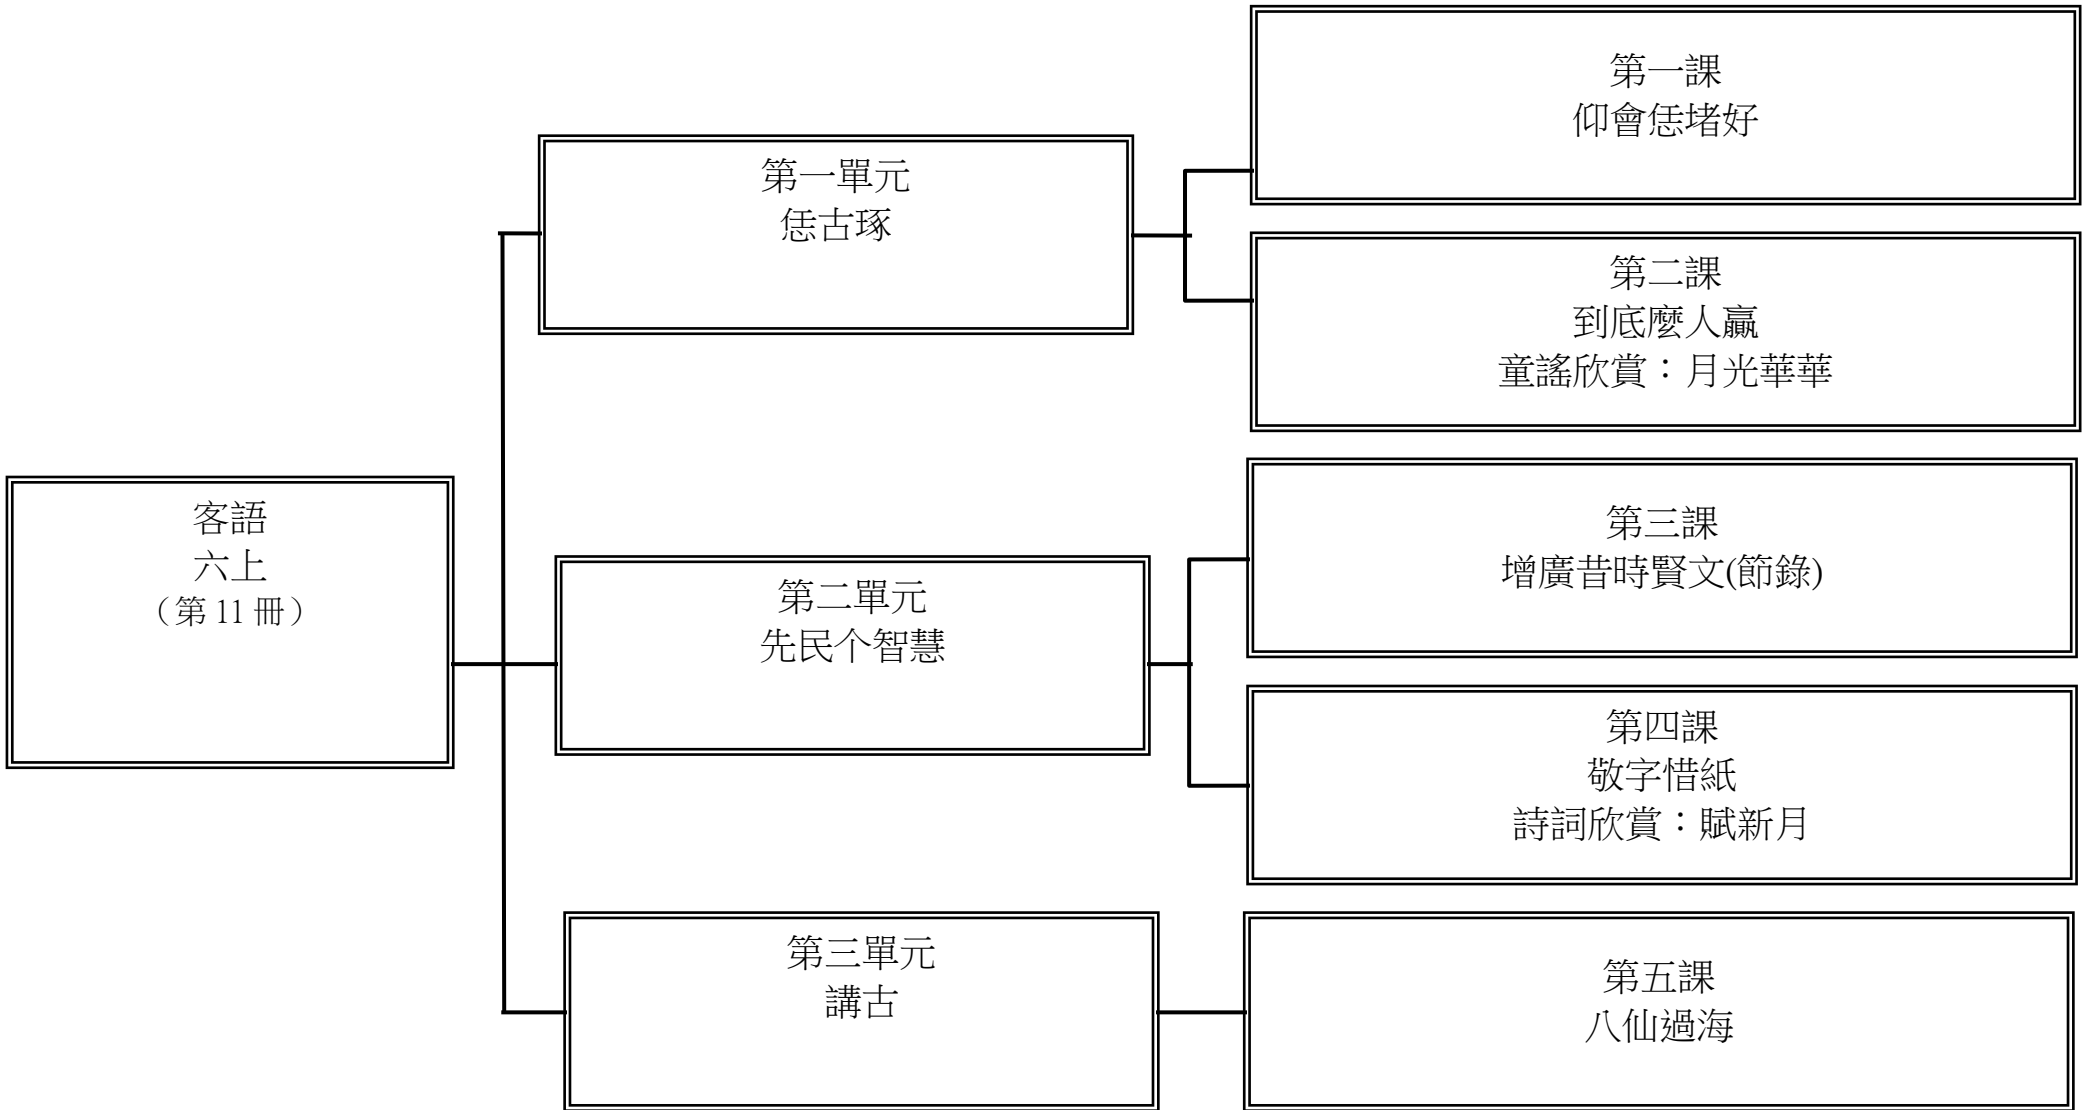 客語
六上
（第11冊）
第一單元
恁古琢
第一課
仰會恁堵好
第二課
到底麼人贏
童謠欣賞：月光華華
第二單元
先民个智慧
第三課
增廣昔時賢文(節錄)
第四課
敬字惜紙
詩詞欣賞：賦新月
第三單元
講古
第五課
八仙過海